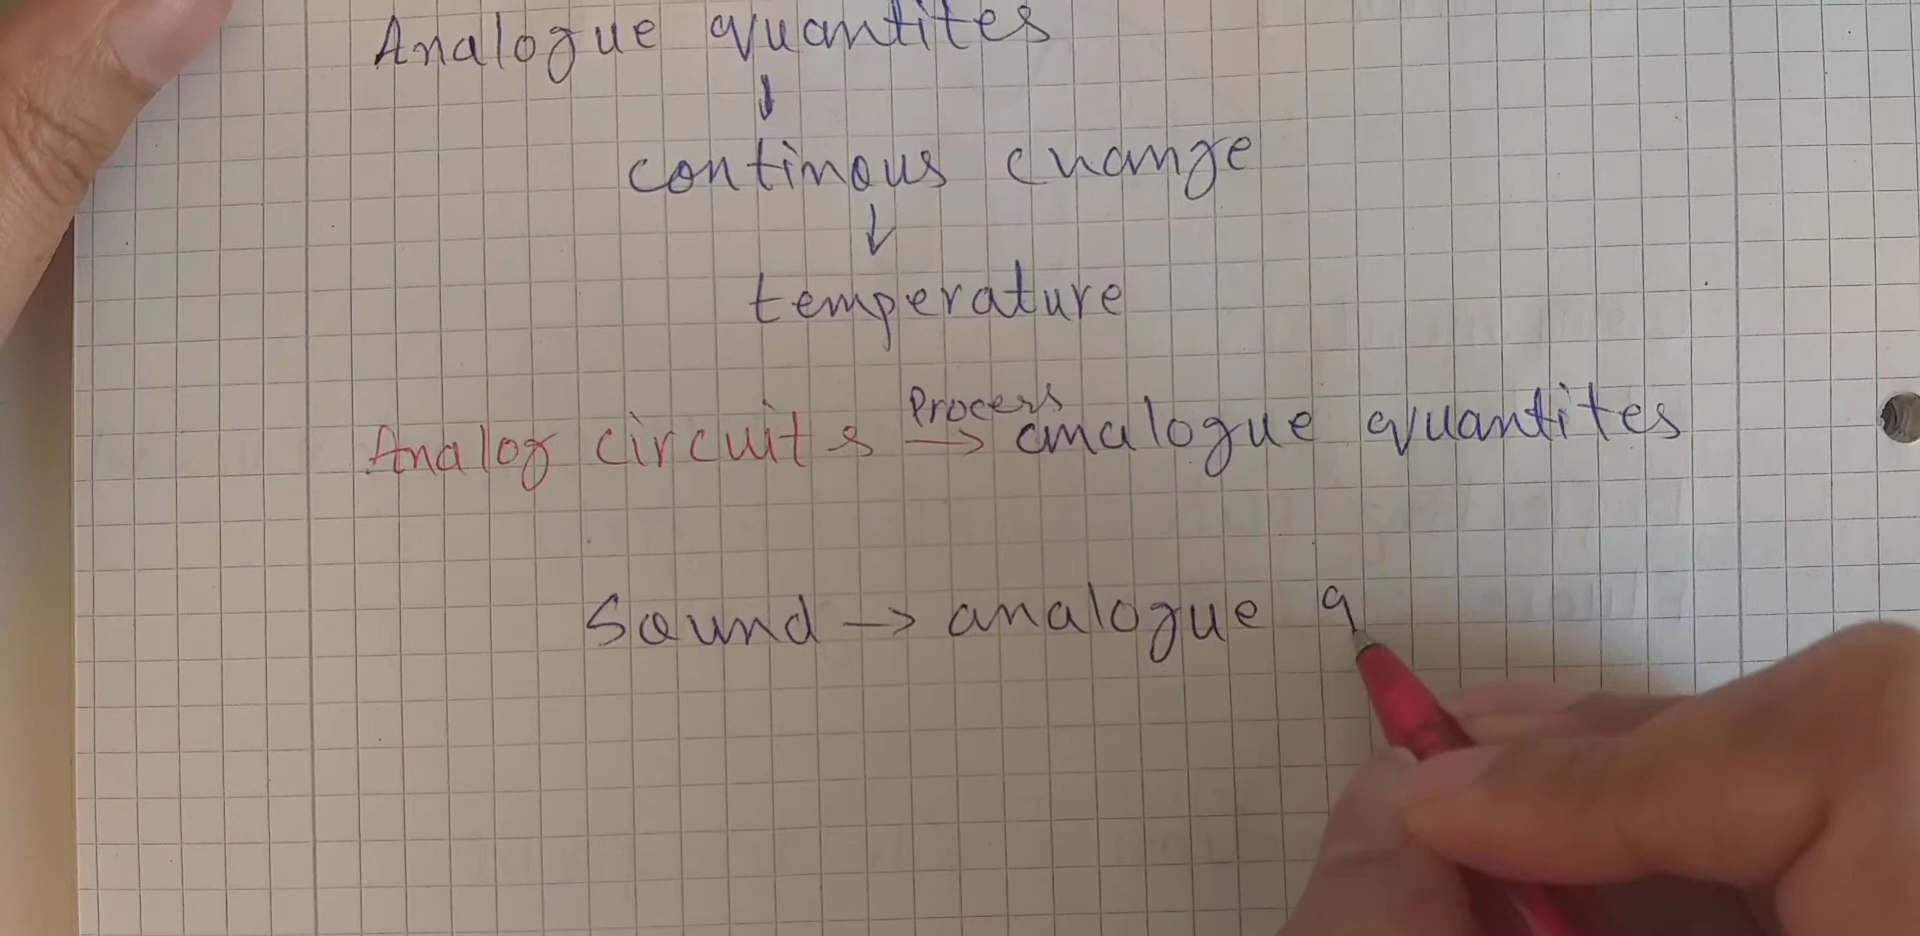 Analogue quantites
↓
continous change
↓
temperature
Process
Analog circuits → analogue quantites
Sound → analogue q